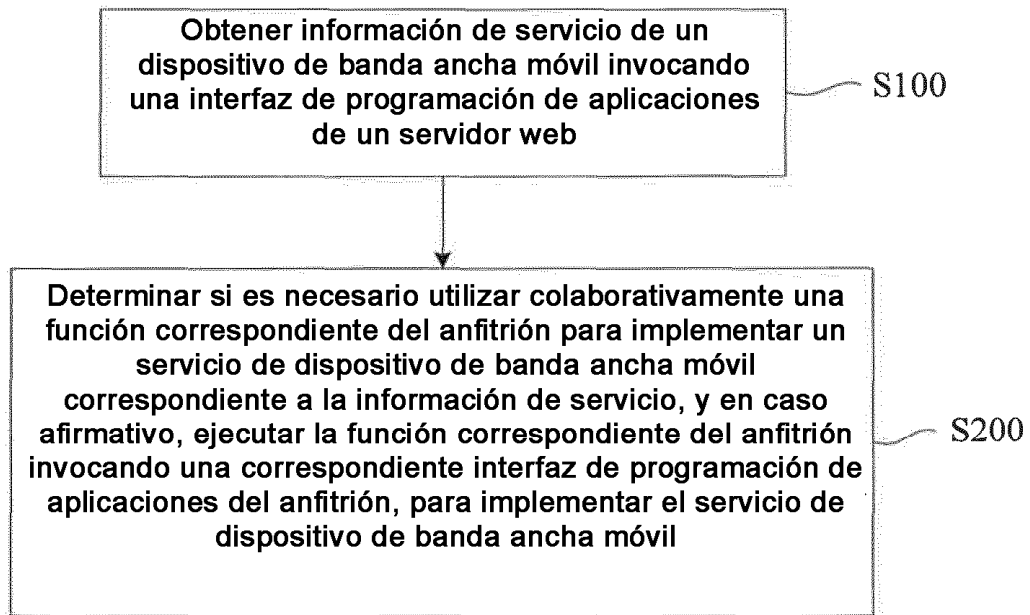 Obtener información de servicio de un
dispositivo de banda ancha móvil invocando
una interfaz de programación de aplicaciones
de un servidor web
S100
Determinar si es necesario utilizar colaborativamente una
función correspondiente del anfitrión para implementar un
servicio de dispositivo de banda ancha móvil
correspondiente a la información de servicio, y en caso
afirmativo, ejecutar la función correspondiente del anfitrión
invocando una correspondiente interfaz de programación de
aplicaciones del anfitrión, para implementar el servicio de
dispositivo de banda ancha móvil
S200